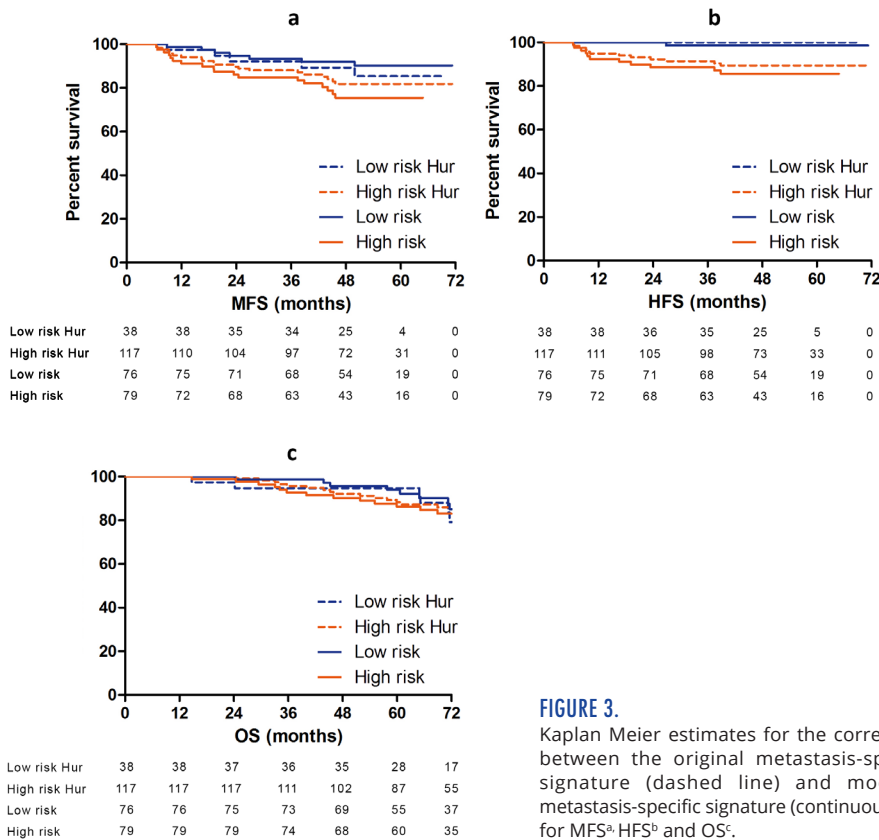 a
Percent survival
100
80
60
40
20
0
Low risk Hur
High risk Hur
Low risk
High risk
0 12 24 36 48 60 72
MFS (months)
Low risk Hur 38 38 35 34 25 4 0
High risk Hur 117 110 104 97 72 31 0
Low risk 76 75 71 68 54 19 0
High risk 79 72 68 63 43 16 0
b
Percent survival
100
80
60
40
20
0
Low risk Hur
High risk Hur
Low risk
High risk
0 12 24 36 48 60 72
HFS (months)
38 38 36 35 25 5 0
117 111 105 98 73 33 0
76 75 71 68 54 19 0
79 72 68 63 43 16 0
c
Percent survival
100
80
60
40
20
0
Low risk Hur
High risk Hur
Low risk
High risk
0 12 24 36 48 60 72
OS (months)
Low risk Hur 38 38 37 36 35 28 17
High risk Hur 117 117 117 111 102 87 55
Low risk 76 76 75 73 69 55 37
High risk 79 79 79 74 68 60 35
FIGURE 3.
Kaplan Meier estimates for the corre
between the original metastasis-sp
signature (dashed line) and mo
metastasis-specific signature (continuou
for MFSᵃ, HFSᵇ and OSᶜ.